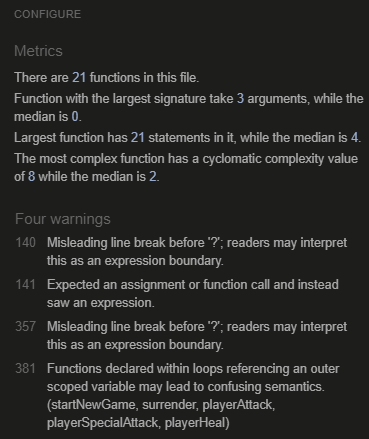 CONFIGURE
Metrics
There are 21 functions in this file.
Function with the largest signature take 3 arguments, while the
median is 0.
Largest function has 21 statements in it, while the median is 4.
The most complex function has a cyclomatic complexity value
of 8 while the median is 2.
Four warnings
140 Misleading line break before '?'; readers may interpret
this as an expression boundary.
141 Expected an assignment or function call and instead
saw an expression.
357 Misleading line break before '?'; readers may interpret
this as an expression boundary.
381 Functions declared within loops referencing an outer
scoped variable may lead to confusing semantics.
(startNewGame, surrender, playerAttack,
playerSpecialAttack, playerHeal)